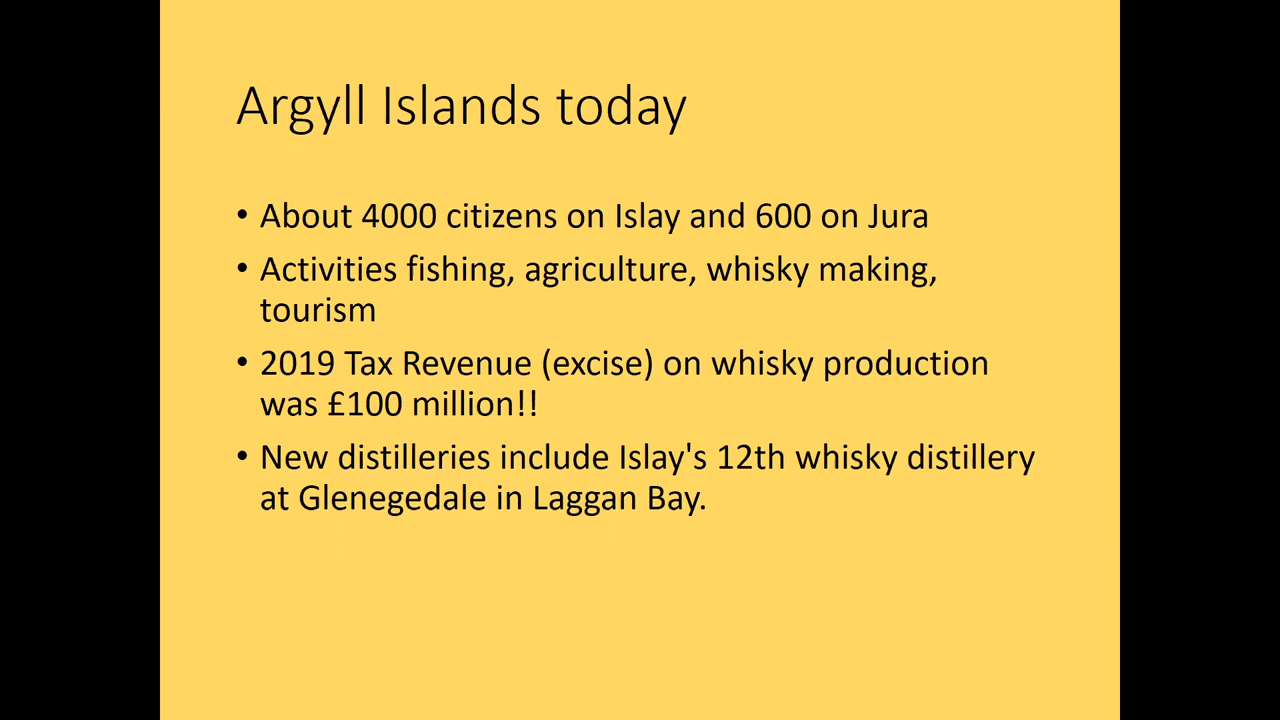 Argyll Islands today
• About 4000 citizens on Islay and 600 on Jura
• Activities fishing, agriculture, whisky making,
tourism
• 2019 Tax Revenue (excise) on whisky production
was £100 million!!
• New distilleries include Islay's 12th whisky distillery
at Glenegedale in Laggan Bay.